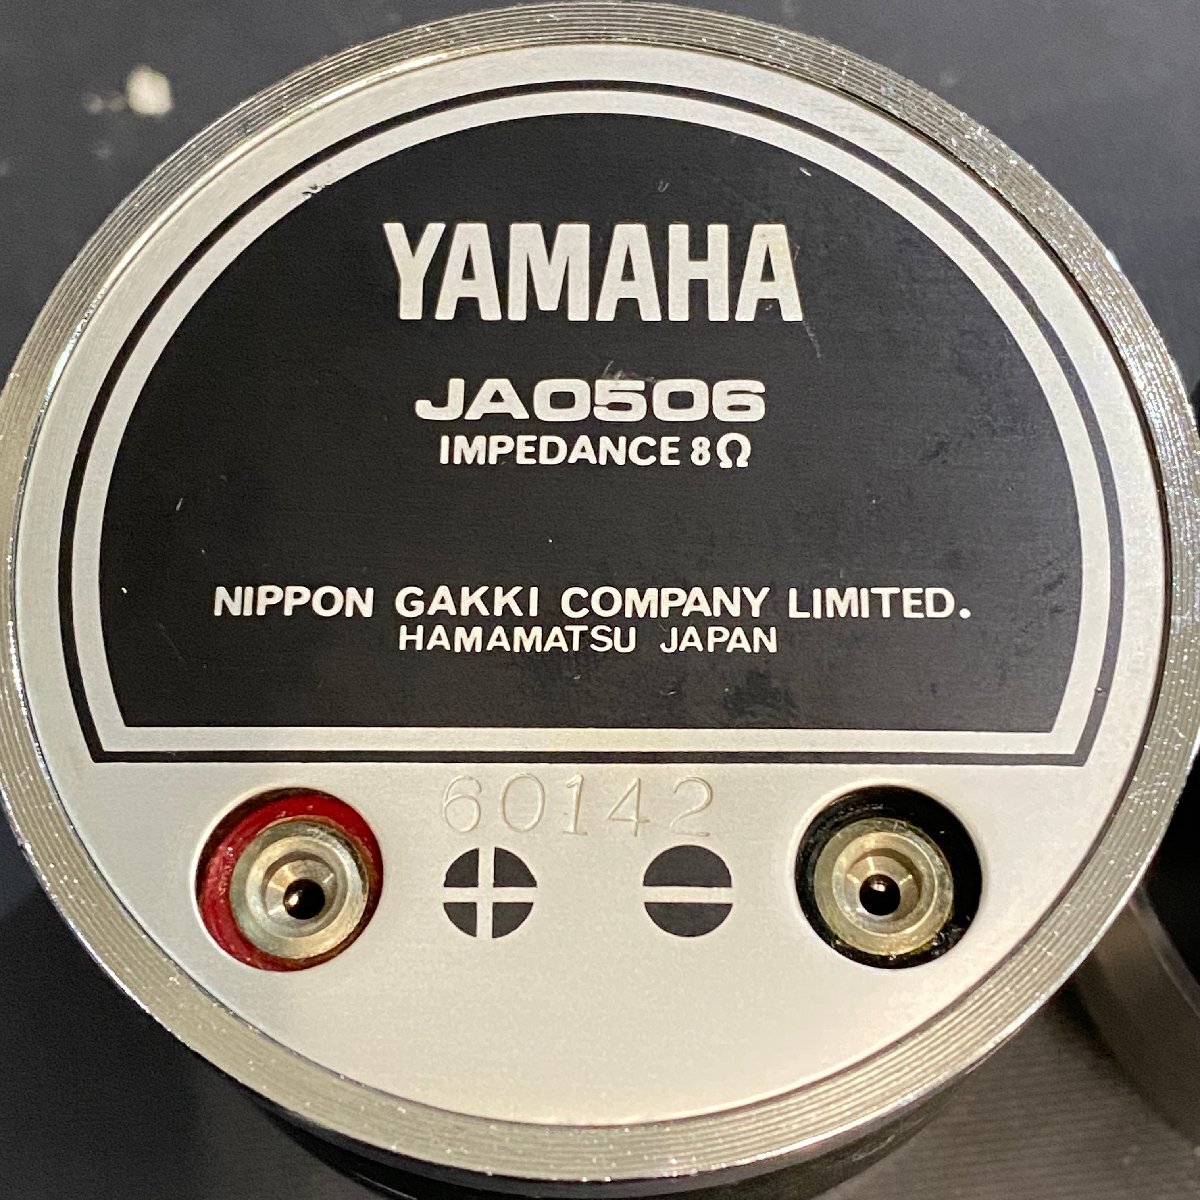 YAMAHA
JA0506
IMPEDANCE 8Ω
NIPPON GAKKI COMPANY LIMITED.
HAMAMATSU JAPAN
60142